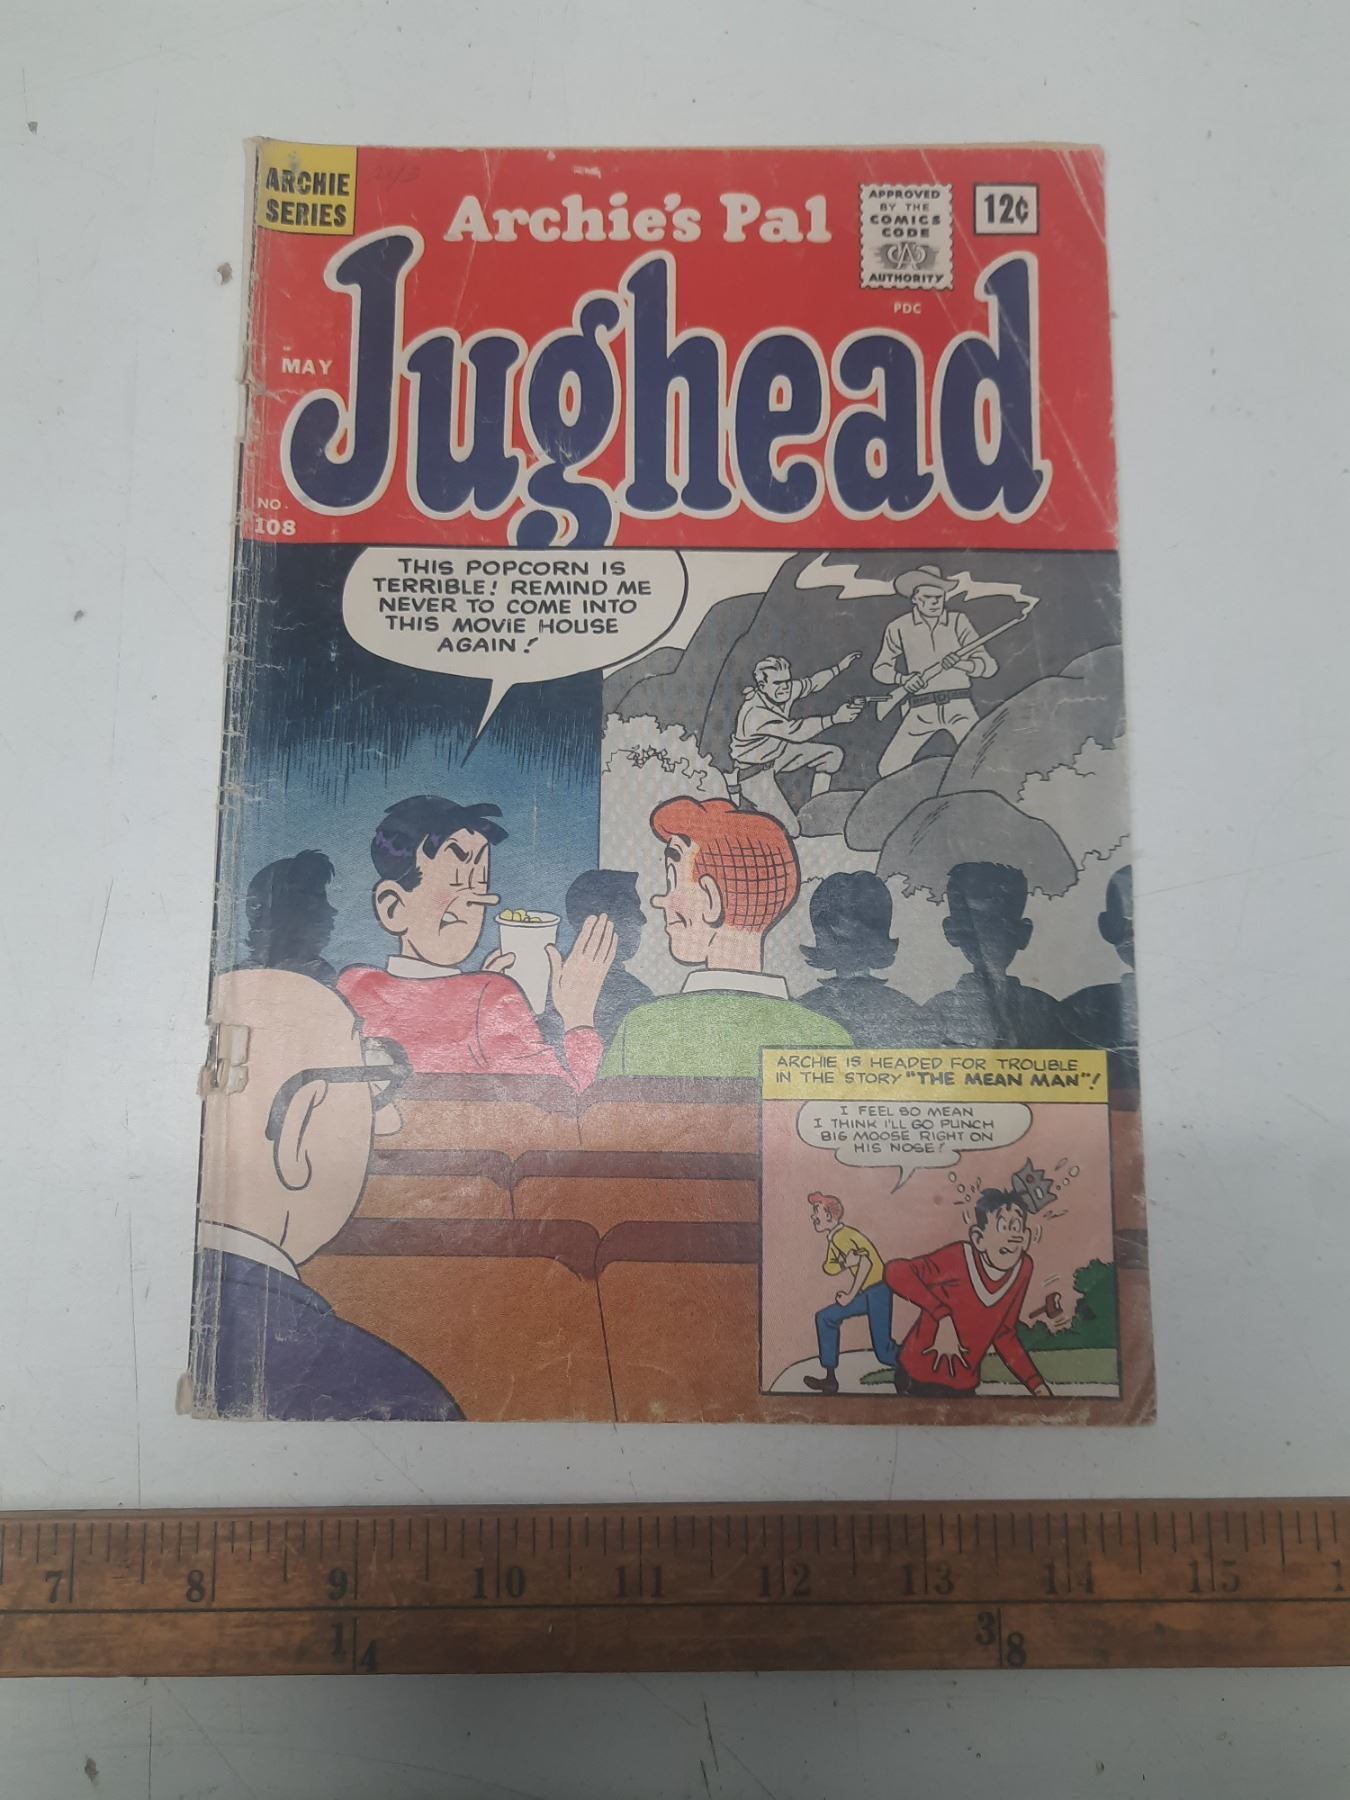 ARCHIE
SERIES
Archie's Pal
APPROVED
BY THE
COMICS
CODE
CA
AUTHORITY
12¢
PDC
MAY
Jughead
NO.
108
THIS POPCORN IS
TERRIBLE! REMIND ME
NEVER TO COME INTO
THIS MOVIE HOUSE
AGAIN!
ARCHIE IS HEADED FOR TROUBLE
IN THE STORY "THE MEAN MAN"!
I FEEL SO MEAN
I THINK I'LL GO PUNCH
BIG MOOSE RIGHT ON
HIS NOSE!
7 8 9 10 11 12 13 14 15 1
1 4 3 8